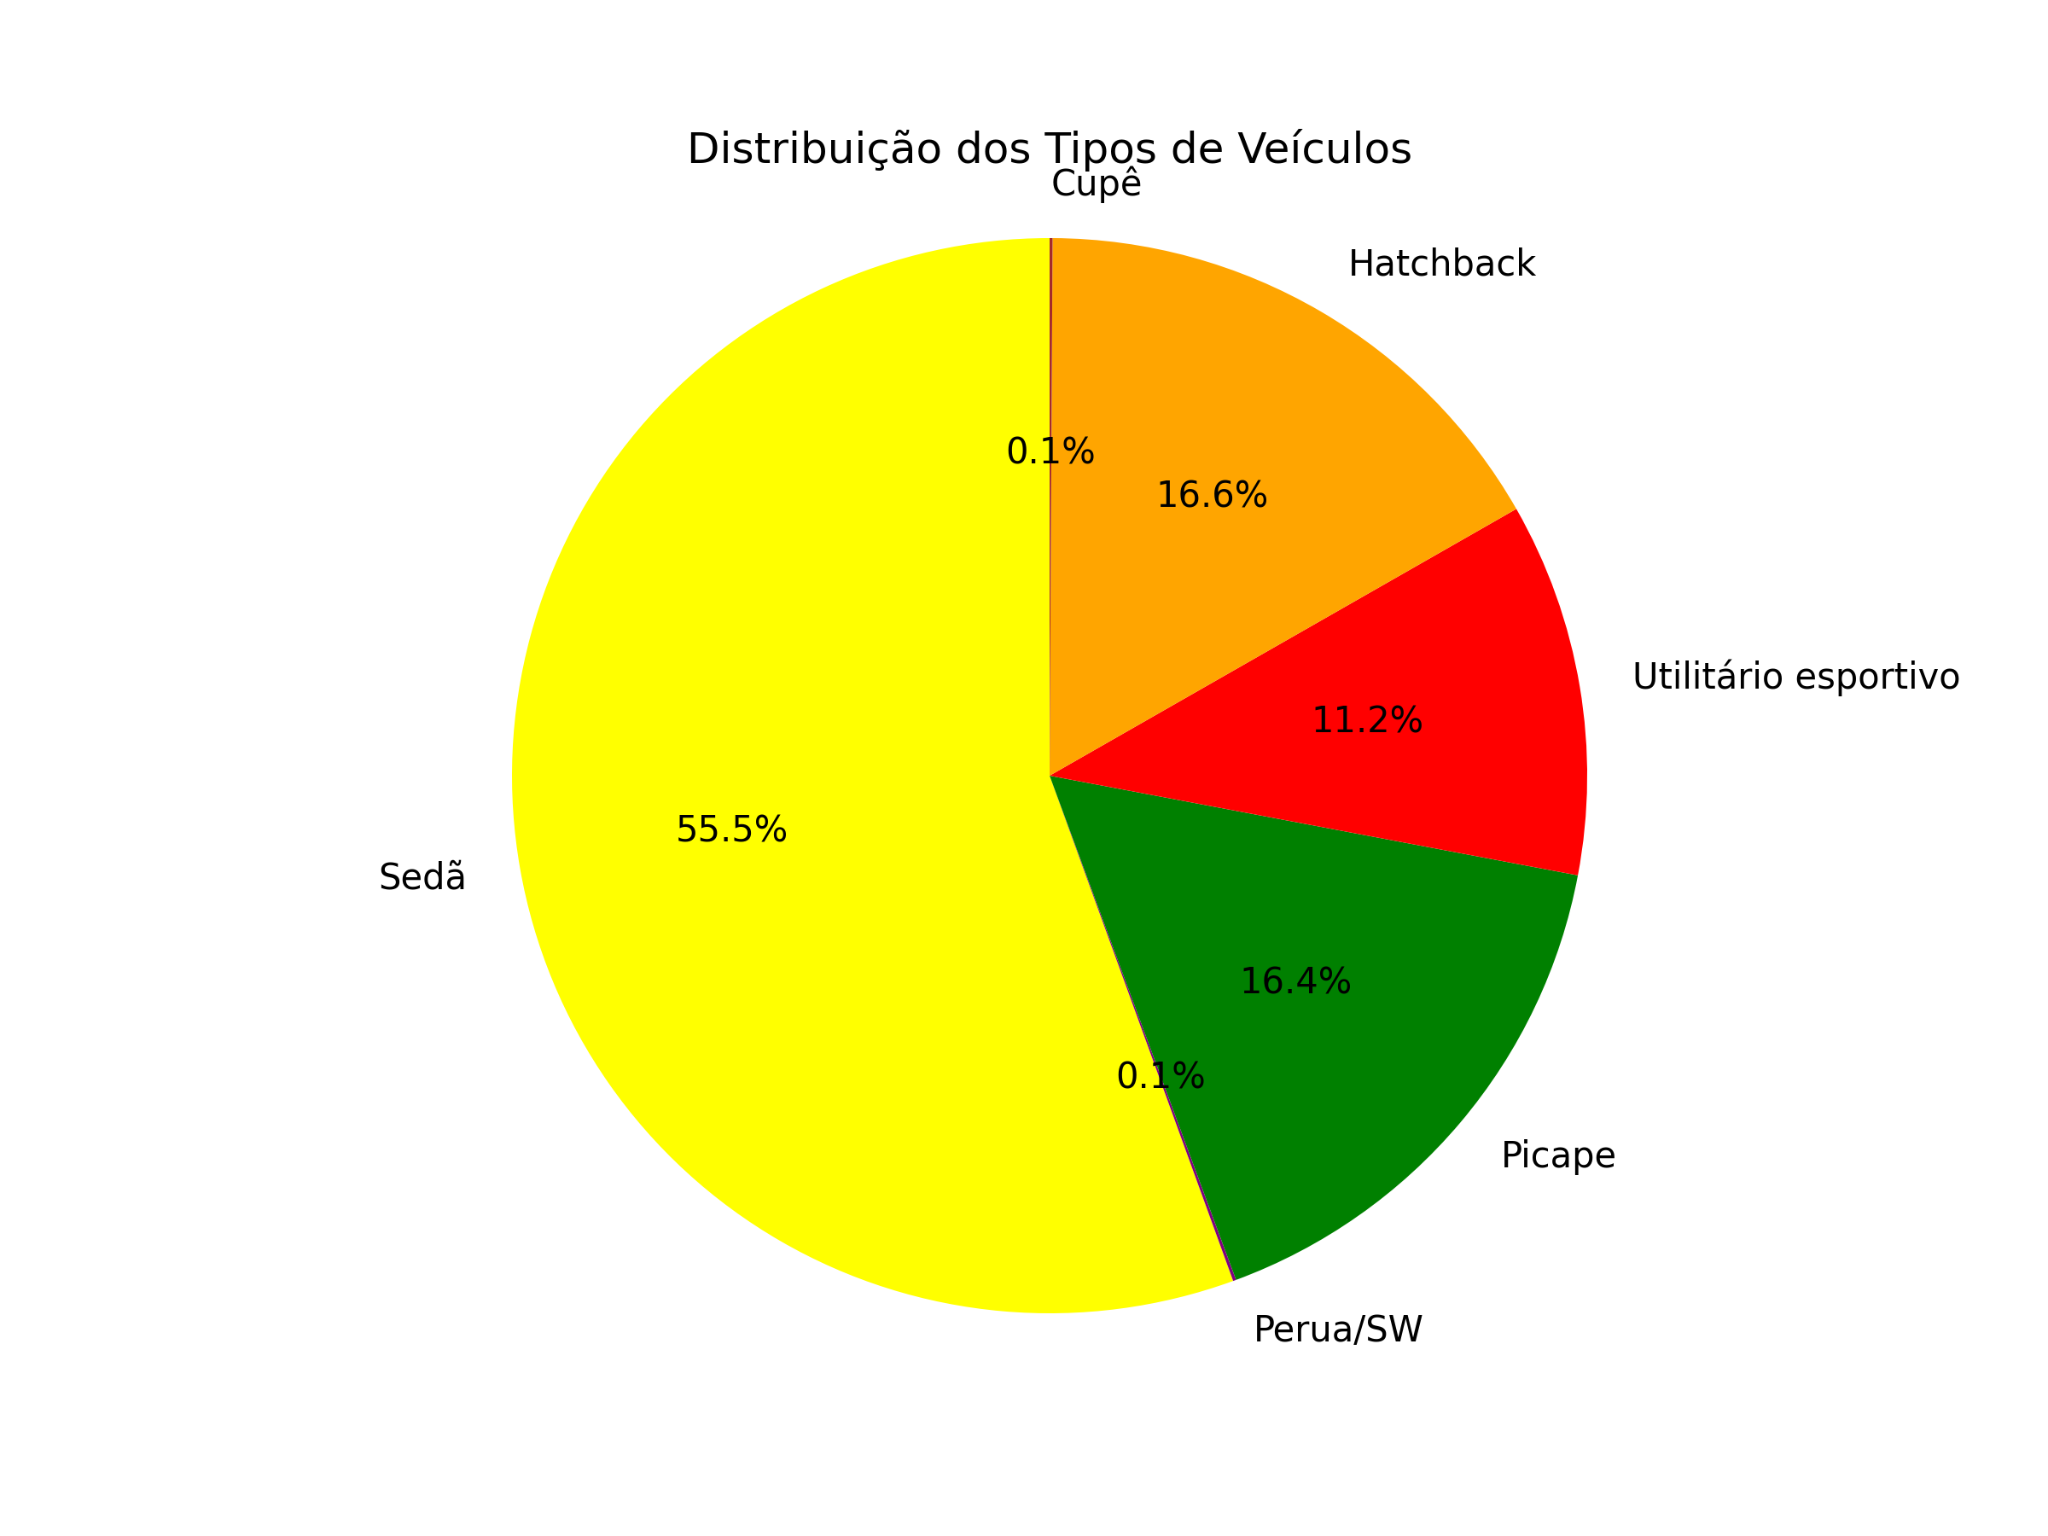 Distribuição dos Tipos de Veículos
Cupê
Hatchback
0.1%
16.6%
Utilitário esportivo
11.2%
55.5%
Sedã
16.4%
0.1%
Picape
Perua/SW